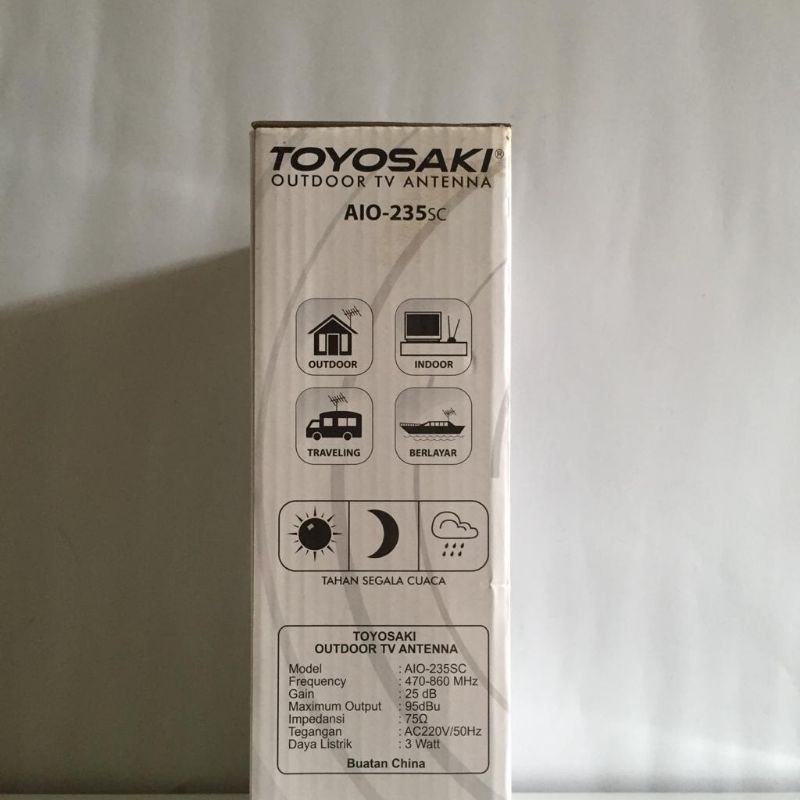 TOYOSAKI®
OUTDOOR TV ANTENNA
AIO-235SC
OUTDOOR
INDOOR
TRAVELING
BERLAYAR
TAHAN SEGALA CUACA
TOYOSAKI
OUTDOOR TV ANTENNA
Model : AIO-235SC
Frequency : 470-860 MHz
Gain : 25 dB
Maximum Output : 95dBu
Impedansi : 75Ω
Tegangan : AC220V/50Hz
Daya Listrik : 3 Watt
Buatan China